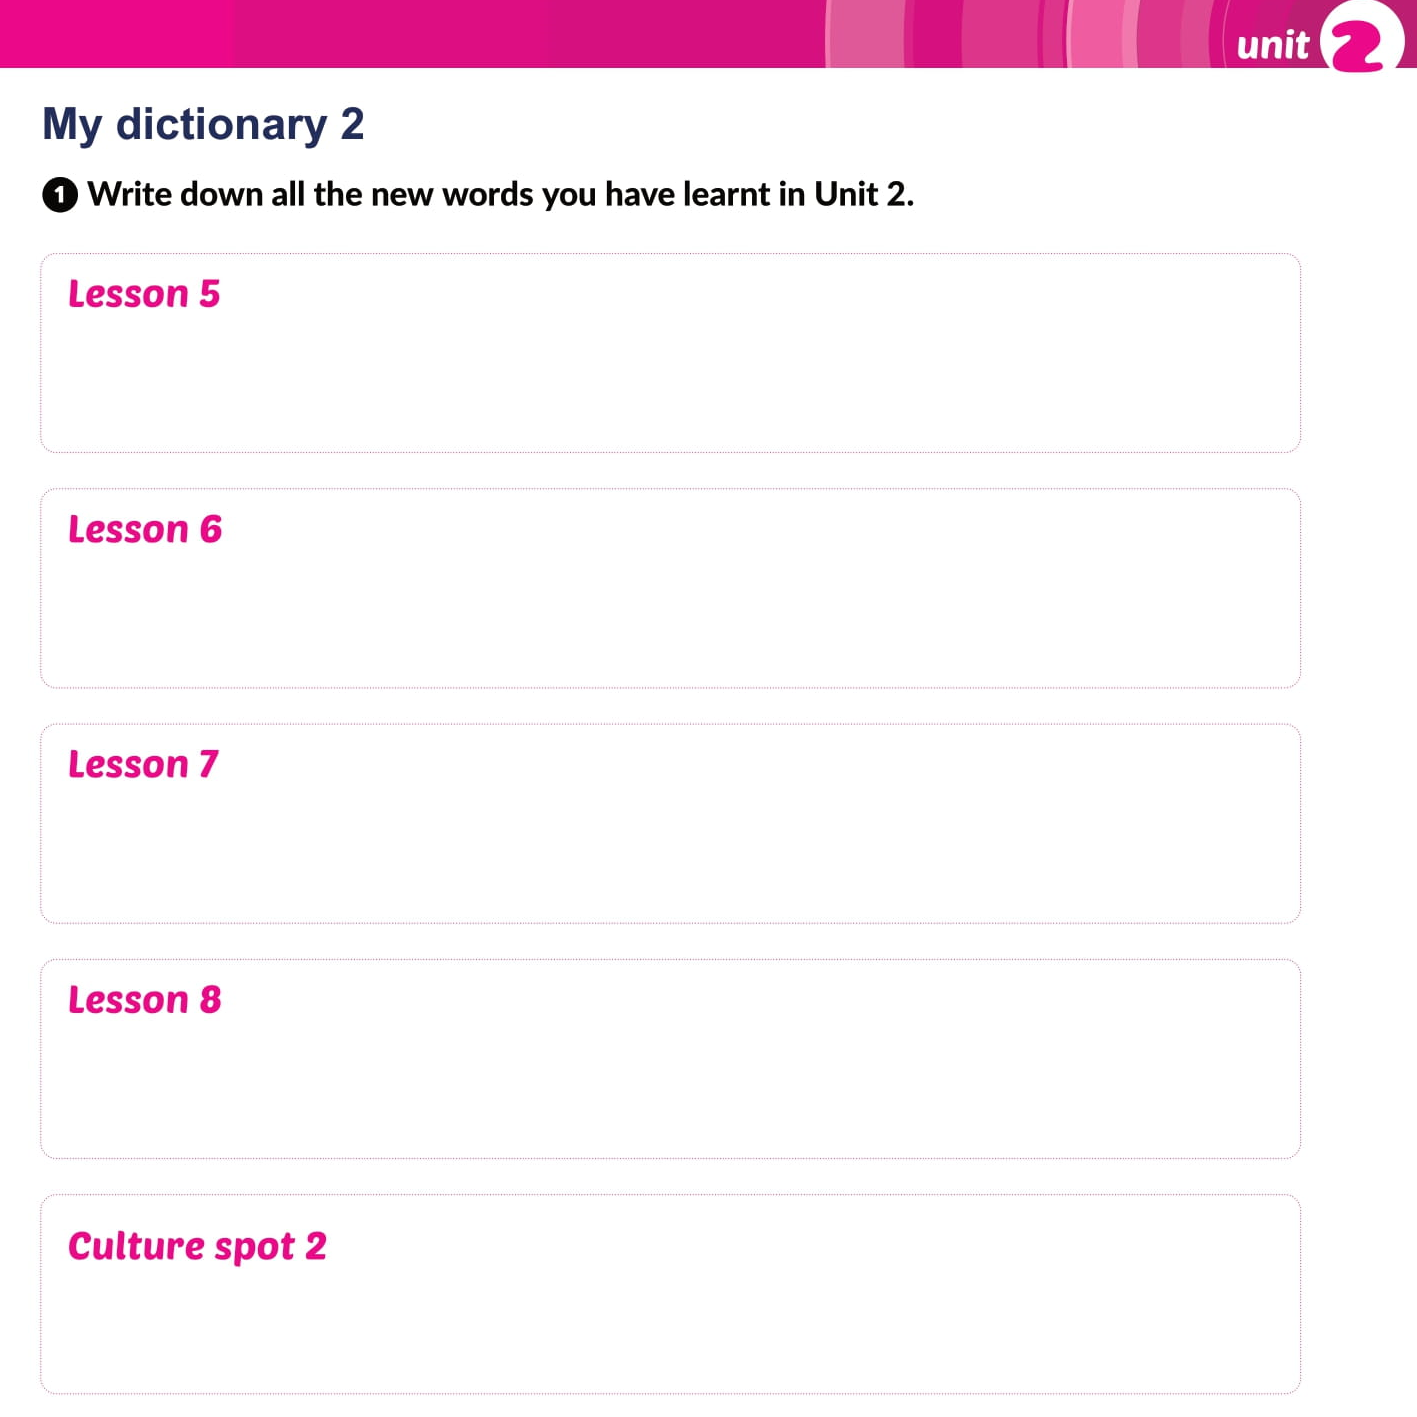 unit 2
My dictionary 2
1 Write down all the new words you have learnt in Unit 2.
Lesson 5
Lesson 6
Lesson 7
Lesson 8
Culture spot 2